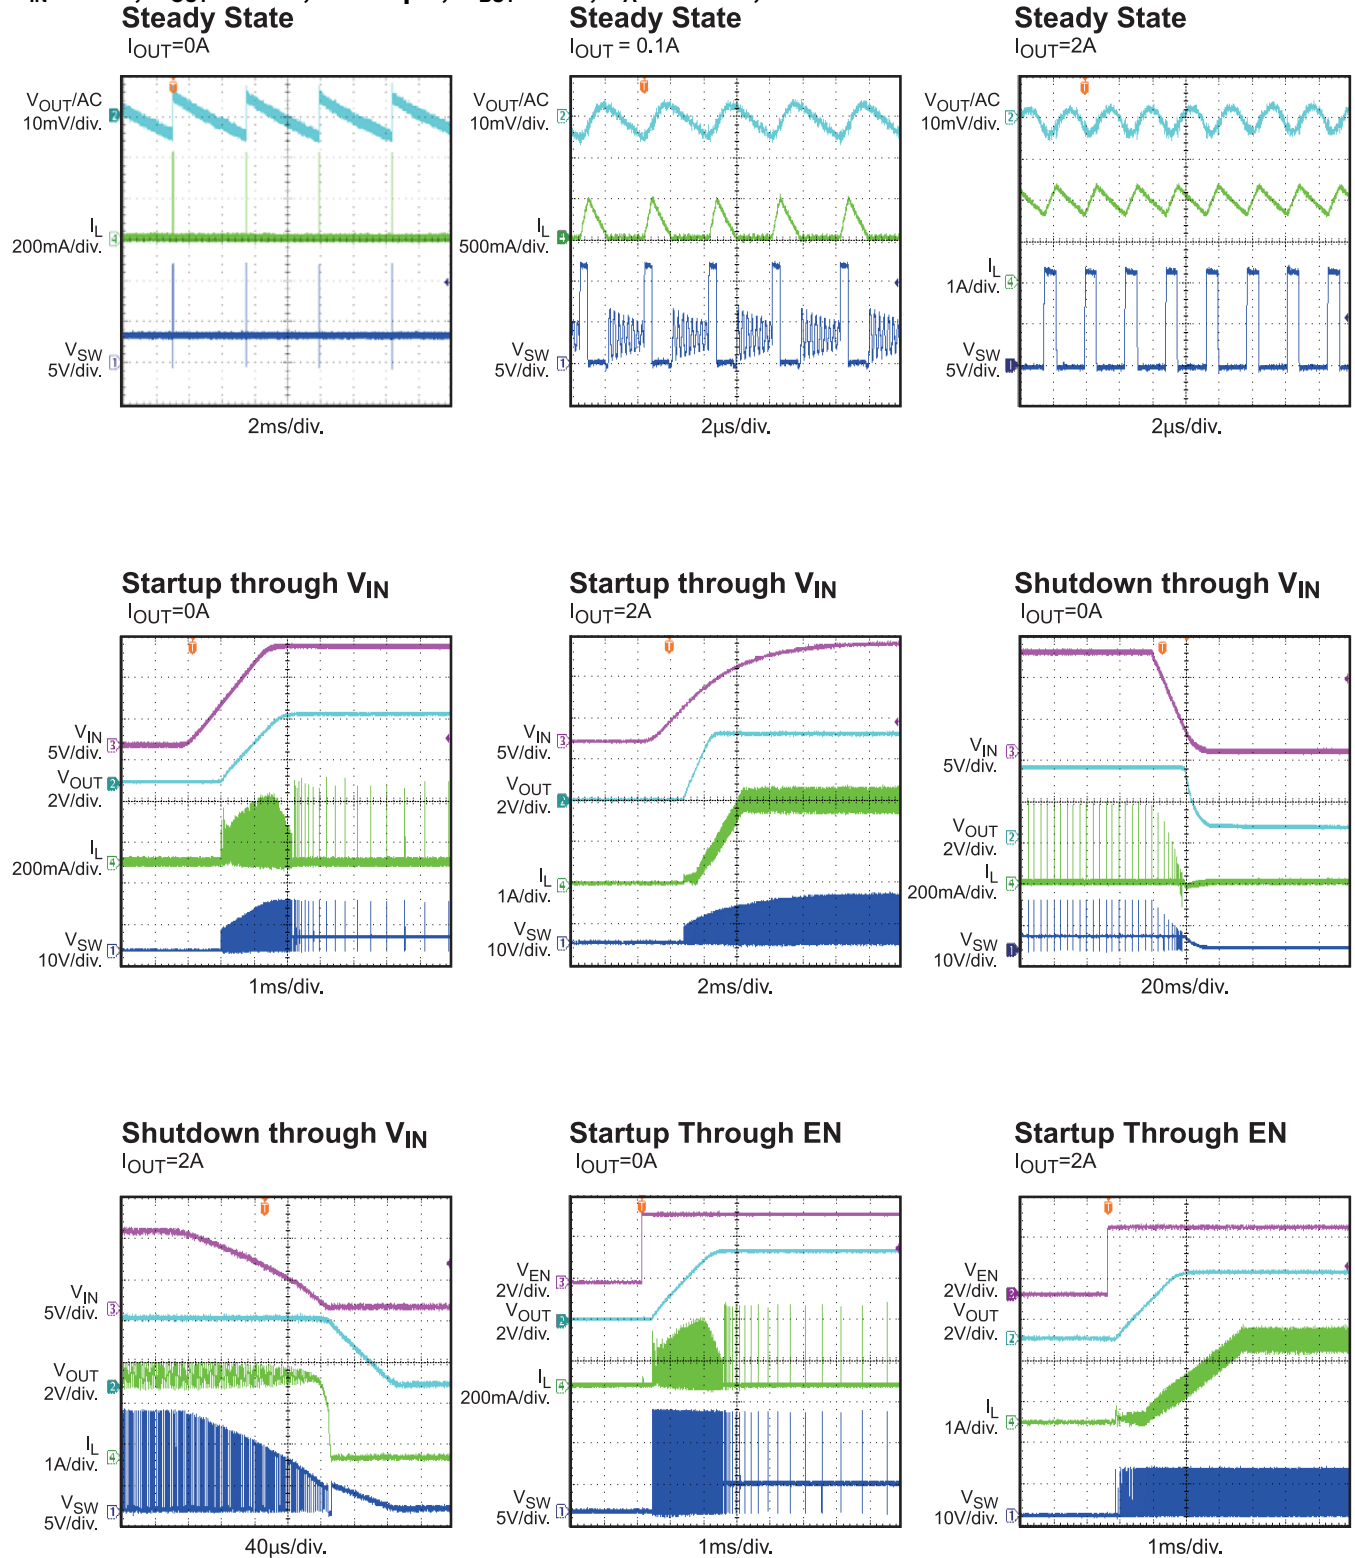 Steady State
IOUT=0A
VOUT/AC
10mV/div.
IL
200mA/div.
VSW
5V/div.
2ms/div.
Steady State
IOUT = 0.1A
VOUT/AC
10mV/div.
IL
500mA/div.
VSW
5V/div.
2µs/div.
Steady State
IOUT=2A
VOUT/AC
10mV/div.
IL
1A/div.
VSW
5V/div.
2µs/div.
Startup through VIN
IOUT=0A
VIN
5V/div.
VOUT
2V/div.
IL
200mA/div.
VSW
10V/div.
1ms/div.
Startup through VIN
IOUT=2A
VIN
5V/div.
VOUT
2V/div.
IL
1A/div.
VSW
10V/div.
2ms/div.
Shutdown through VIN
IOUT=0A
VIN
5V/div.
VOUT
2V/div.
IL
200mA/div.
VSW
10V/div.
20ms/div.
Shutdown through VIN
IOUT=2A
VIN
5V/div.
VOUT
2V/div.
IL
1A/div.
VSW
5V/div.
40µs/div.
Startup Through EN
IOUT=0A
VEN
2V/div.
VOUT
2V/div.
IL
200mA/div.
VSW
5V/div.
1ms/div.
Startup Through EN
IOUT=2A
VEN
2V/div.
VOUT
2V/div.
IL
1A/div.
VSW
10V/div.
1ms/div.